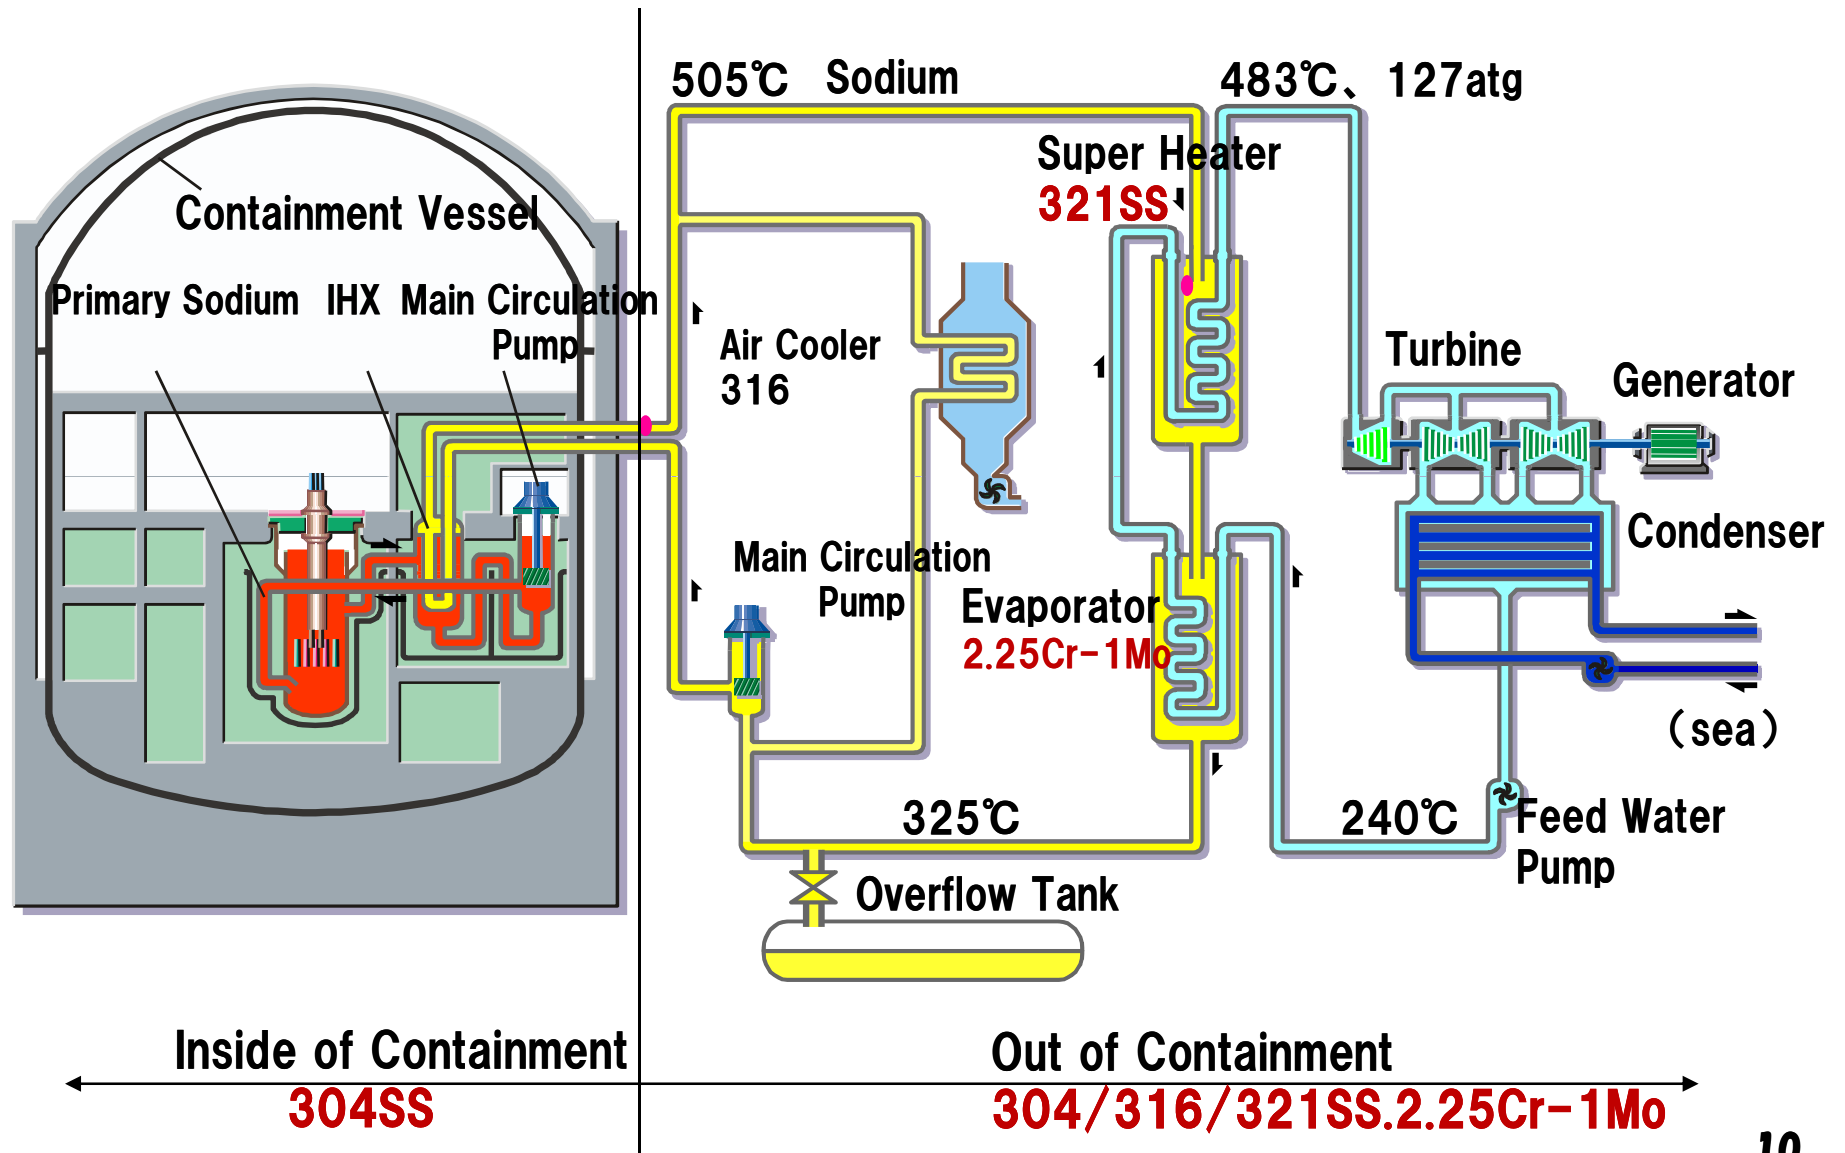 505℃ Sodium
483℃、127atg
Super Heater
321SS
Containment Vessel
Primary Sodium
IHX
Main Circulation
Pump
Air Cooler
316
Turbine
Generator
Condenser
Main Circulation
Pump
Evaporator
2.25Cr-1Mo
（sea）
325℃
240℃
Feed Water
Pump
Overflow Tank
Inside of Containment
304SS
Out of Containment
304/316/321SS.2.25Cr-1Mo